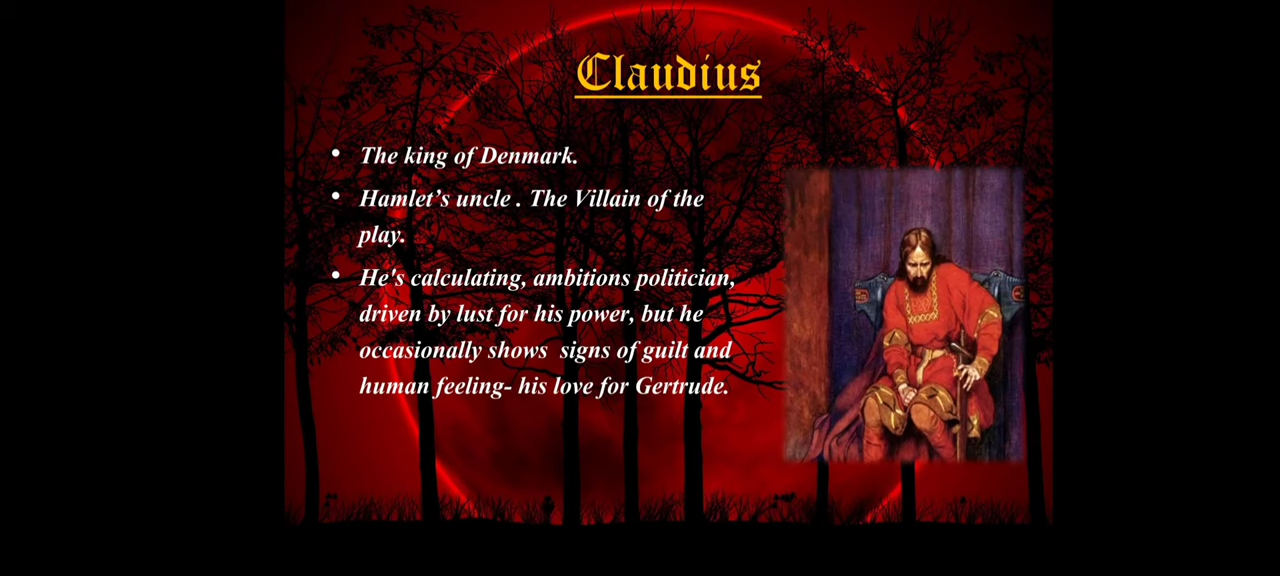 Claudius
• The king of Denmark.
• Hamlet’s uncle . The Villain of the
play.
• He's calculating, ambitions politician,
driven by lust for his power, but he
occasionally shows  signs of guilt and
human feeling- his love for Gertrude.